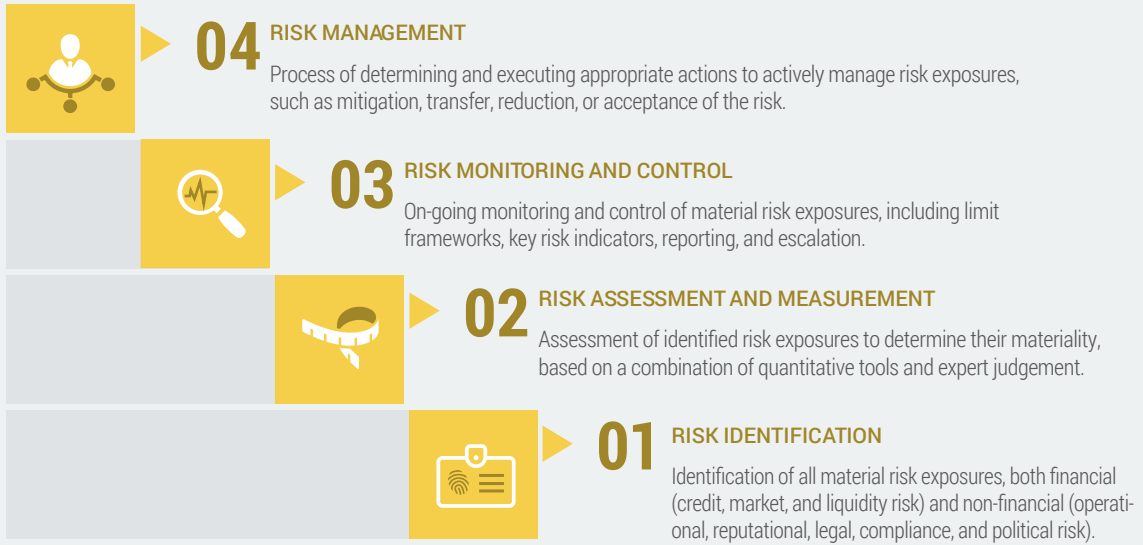 04
RISK MANAGEMENT
Process of determining and executing appropriate actions to actively manage risk exposures,
such as mitigation, transfer, reduction, or acceptance of the risk.
03
RISK MONITORING AND CONTROL
On-going monitoring and control of material risk exposures, including limit
frameworks, key risk indicators, reporting, and escalation.
02
RISK ASSESSMENT AND MEASUREMENT
Assessment of identified risk exposures to determine their materiality,
based on a combination of quantitative tools and expert judgement.
01
RISK IDENTIFICATION
Identification of all material risk exposures, both financial
(credit, market, and liquidity risk) and non-financial (operati-
onal, reputational, legal, compliance, and political risk).